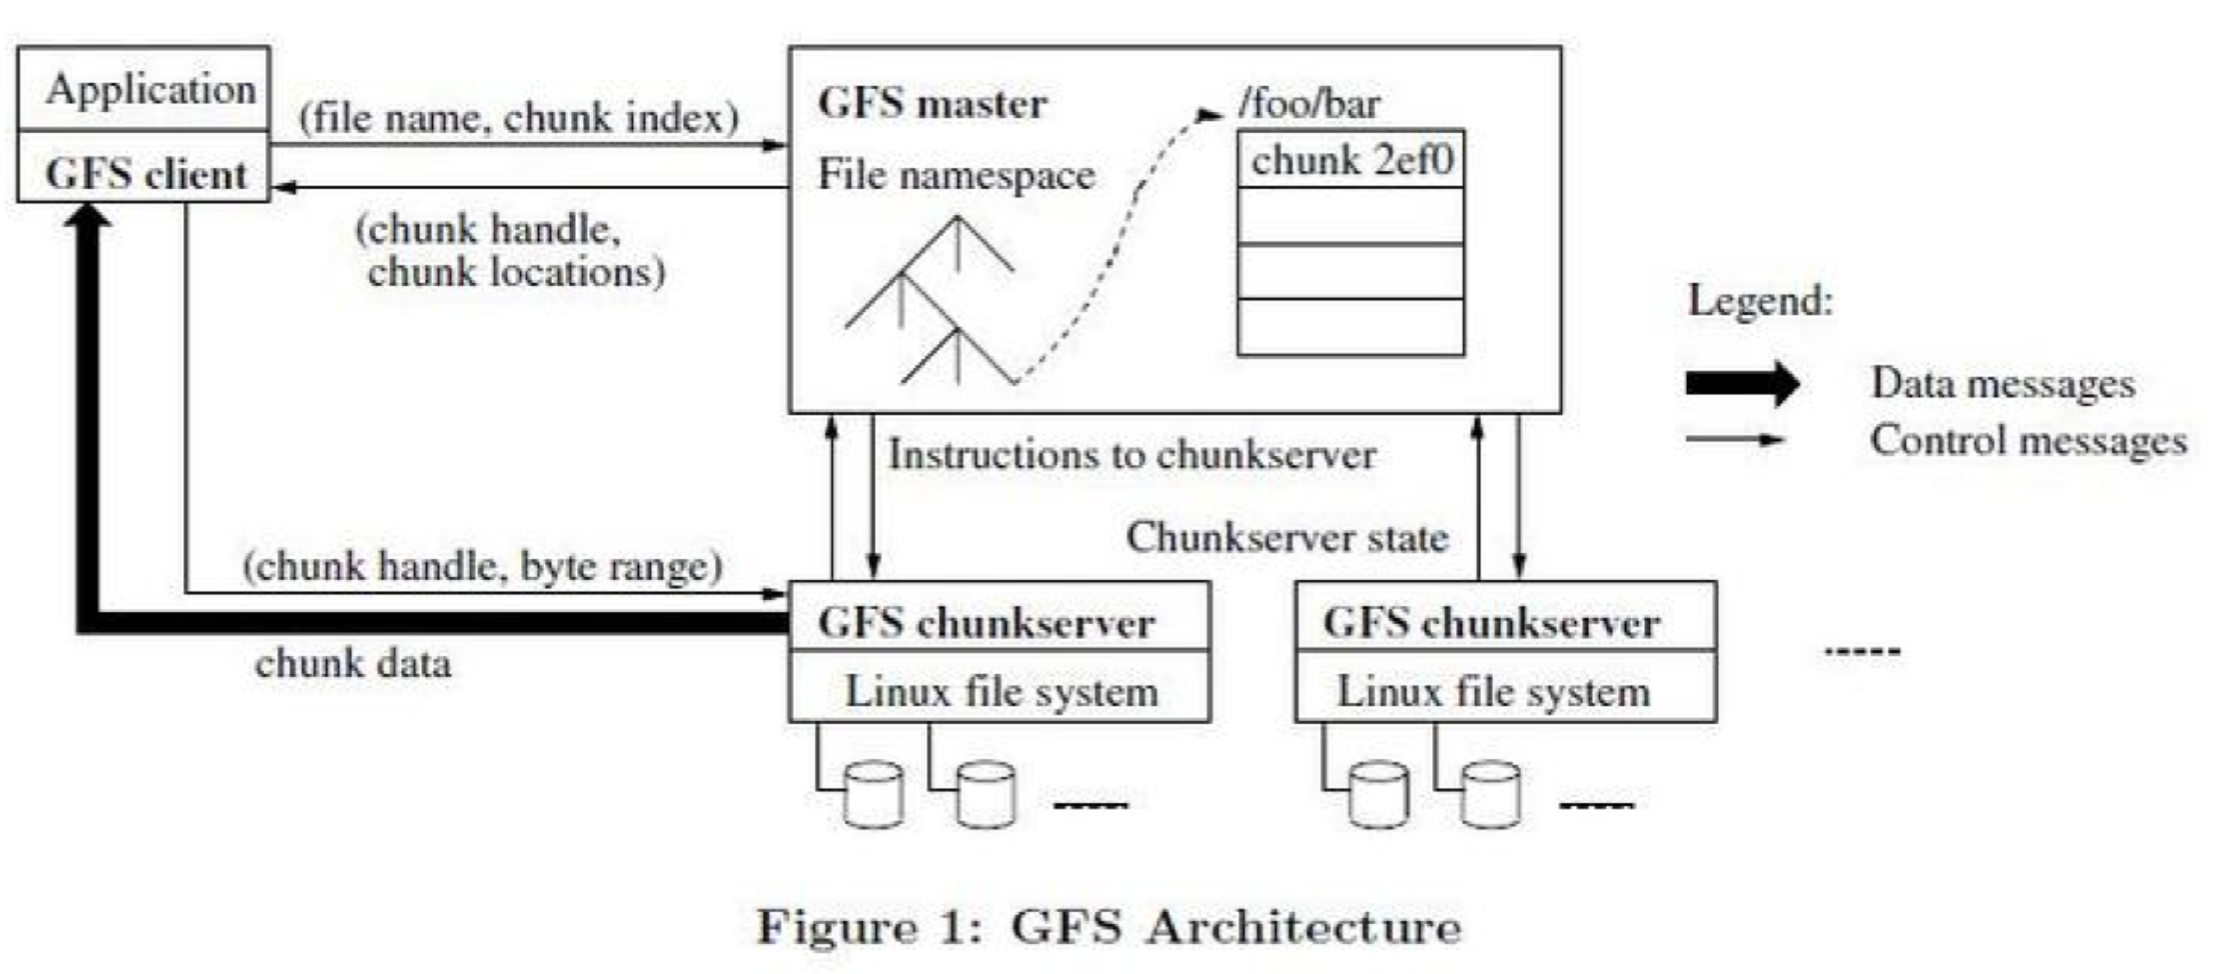 Application
GFS client
(file name, chunk index)
(chunk handle,
chunk locations)
GFS master
File namespace
/foo/bar
chunk 2ef0
Legend:
Data messages
Control messages
Instructions to chunkserver
Chunkserver state
(chunk handle, byte range)
chunk data
GFS chunkserver
Linux file system
GFS chunkserver
Linux file system
Figure 1: GFS Architecture